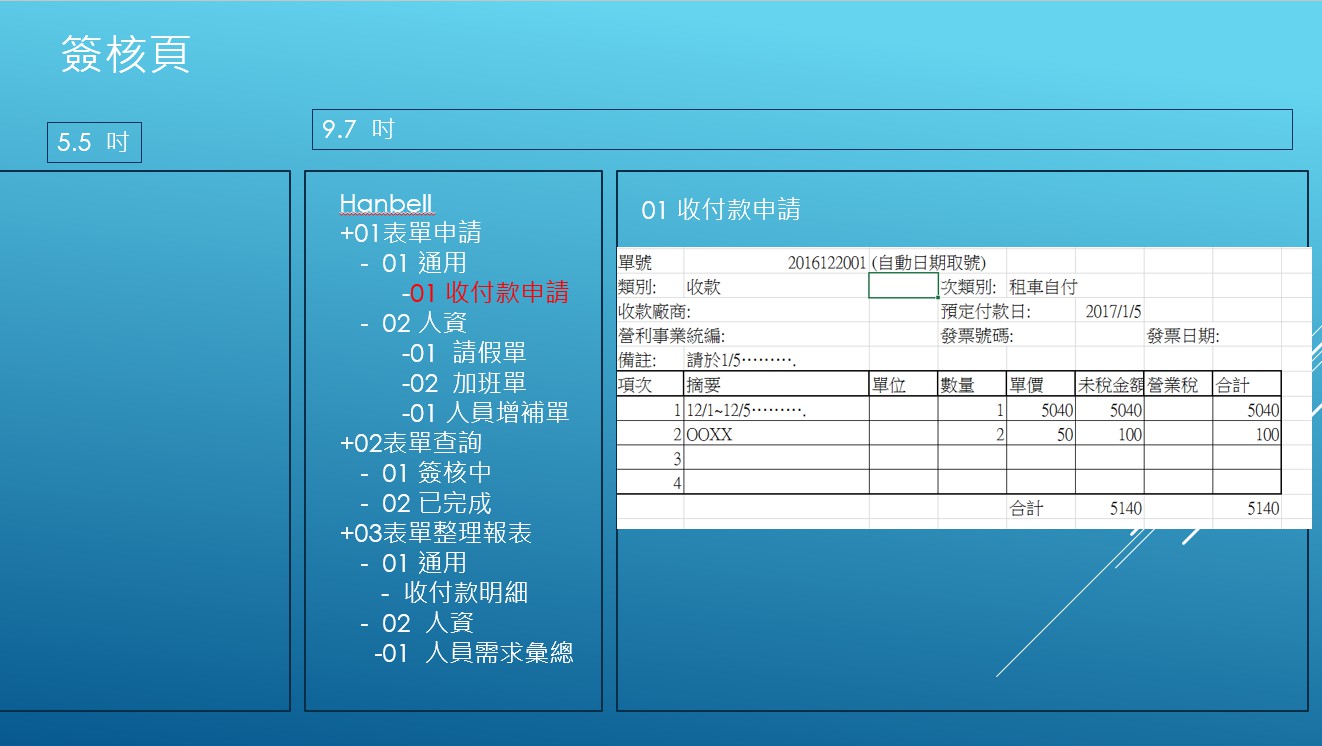 簽核頁
5.5 吋
9.7 吋
Hanbell
+01表單申請
- 01 通用
-01 收付款申請
- 02 人資
-01 請假單
-02 加班單
-01 人員增補單
+02表單查詢
- 01 簽核中
- 02 已完成
+03表單整理報表
- 01 通用
- 收付款明細
- 02 人資
-01 人員需求彙總
01 收付款申請
單號 2016122001 (自動日期取號)
類別: 收款 次類別: 租車自付
收款廠商: 預定付款日: 2017/1/5
營利事業統編: 發票號碼: 發票日期:
備註: 請於1/5⋯⋯⋯.
項次 摘要 單位 數量 單價 未稅金額 營業稅 合計
1 12/1~12/5⋯⋯⋯. 1 5040 5040 5040
2 OOXX 2 50 100 100
3
4
合計 5140 5140